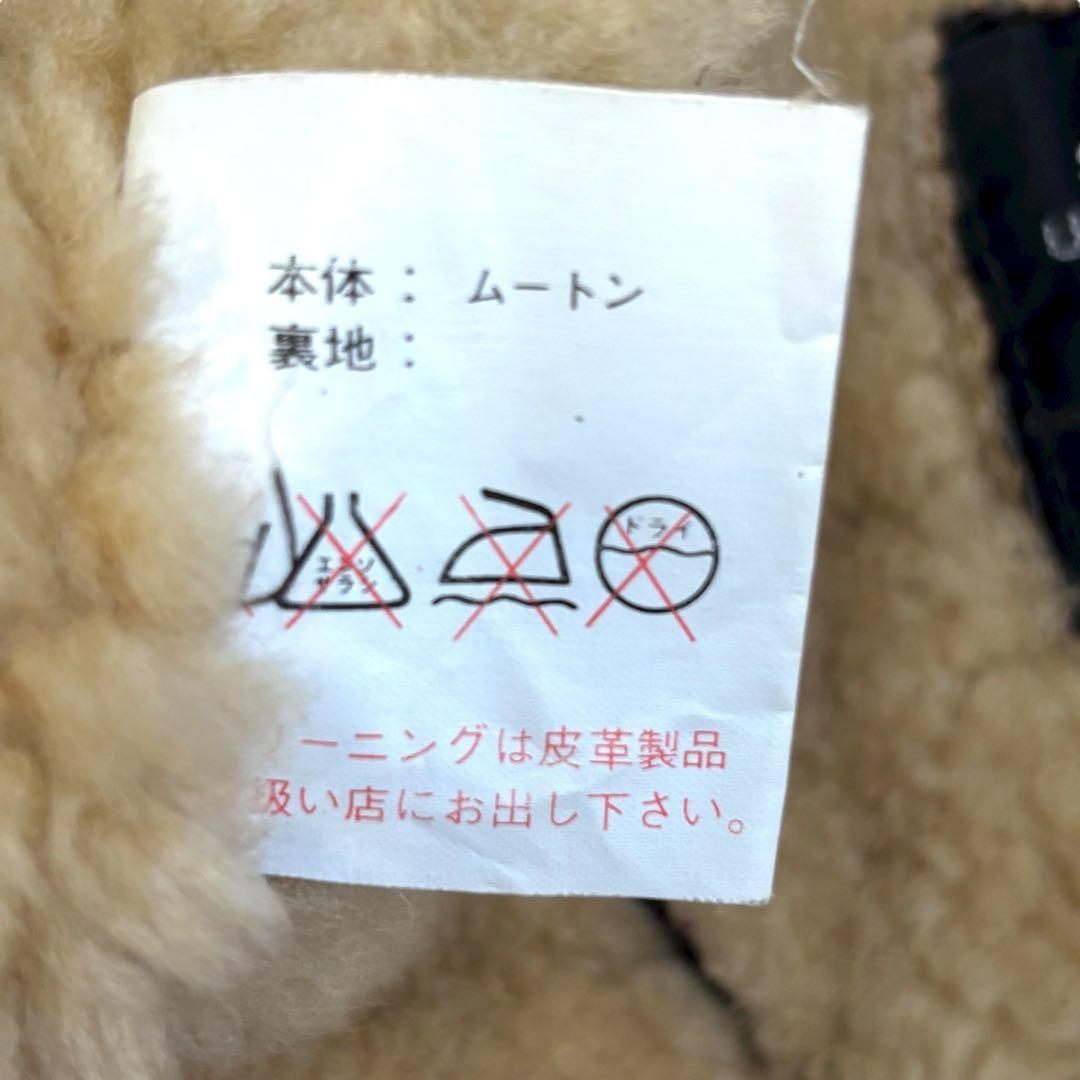 本体： ムートン
裏地：
エンソ
サラシ
ドライ
リーニングは皮革製品
扱い店にお出し下さい。